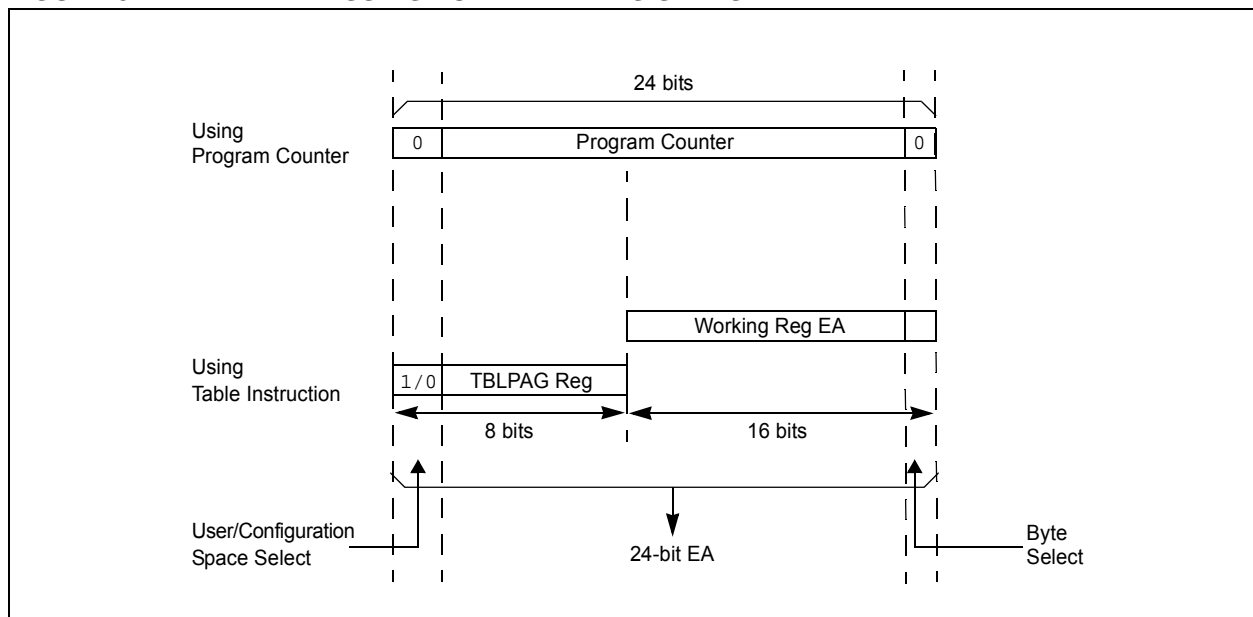 24 bits
Using
Program Counter
0
Program Counter
0
Working Reg EA
Using
Table Instruction
1/0
TBLPAG Reg
8 bits
16 bits
User/Configuration
Space Select
24-bit EA
Byte
Select